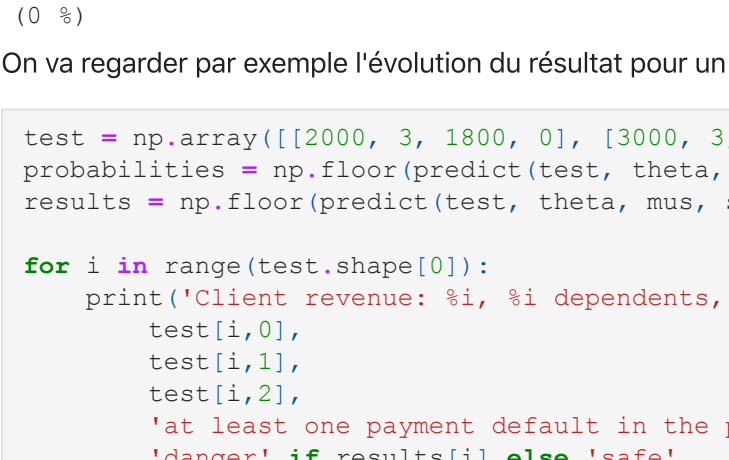 (0 %)
On va regarder par exemple l'évolution du résultat pour un
test = np.array([[2000, 3, 1800, 0], [3000, 3,
probabilities = np.floor(predict(test, theta,
results = np.floor(predict(test, theta, mus,
for i in range(test.shape[0]):
    print('Client revenue: %i, %i dependents,
        test[i,0],
        test[i,1],
        test[i,2],
        'at least one payment default in the
        'danger' if results[i] else 'safe'